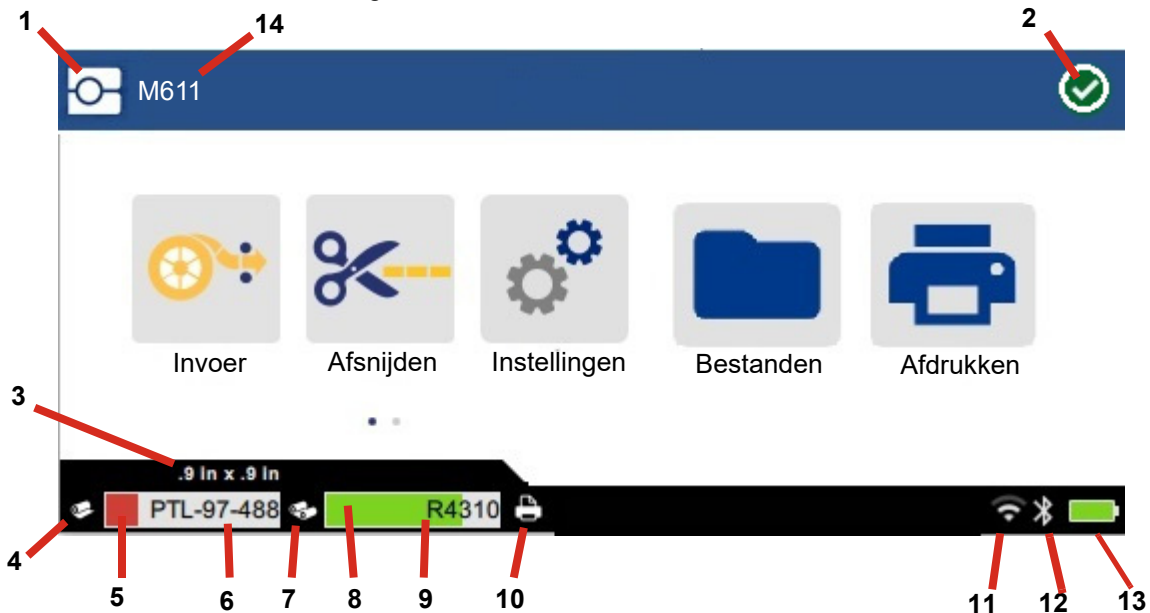 1 14 2
M611
Invoer Afsnijden Instellingen Bestanden Afdrukken
3
.9 In x .9 In
PTL-97-488 R4310
4 5 6 7 8 9 10 11 12 13